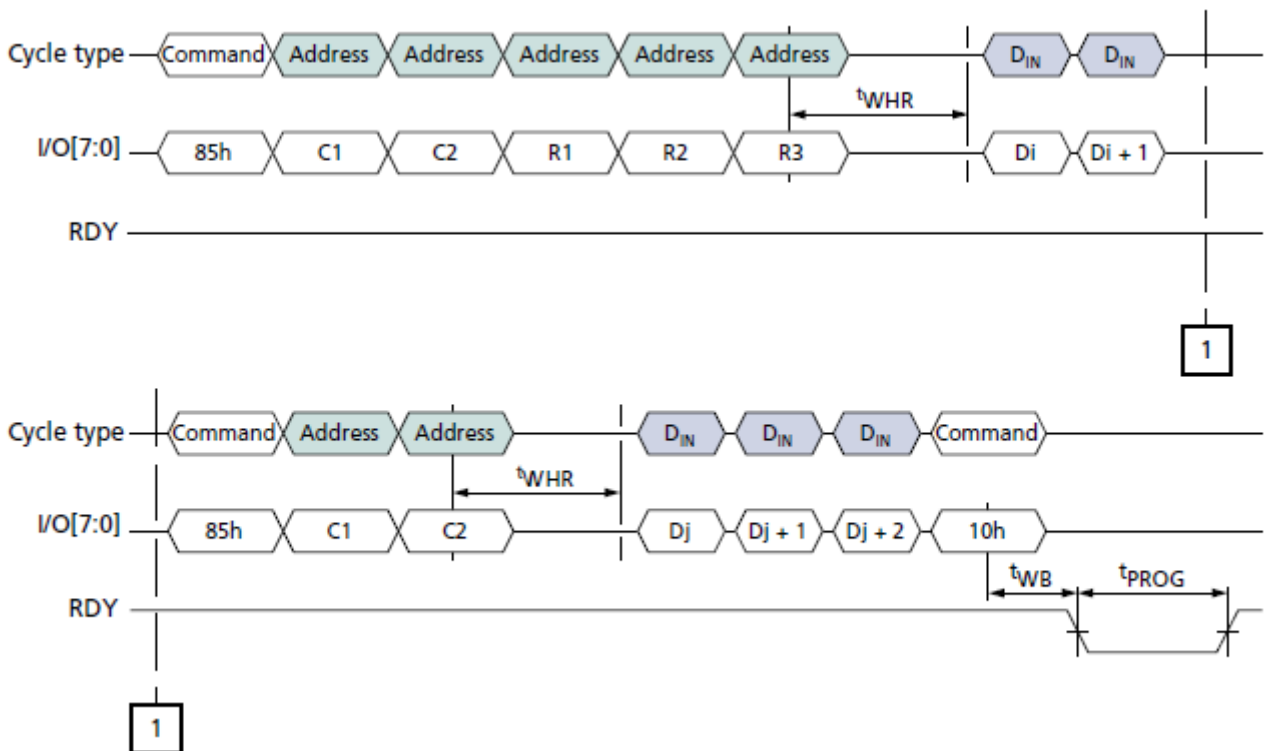 Cycle type Command Address Address Address Address Address DIN DIN
tWHR
I/O[7:0] 85h C1 C2 R1 R2 R3 Di Di + 1
RDY
1
Cycle type Command Address Address DIN DIN DIN Command
tWHR
I/O[7:0] 85h C1 C2 Dj Dj + 1 Dj + 2 10h
tWB tPROG
RDY
1